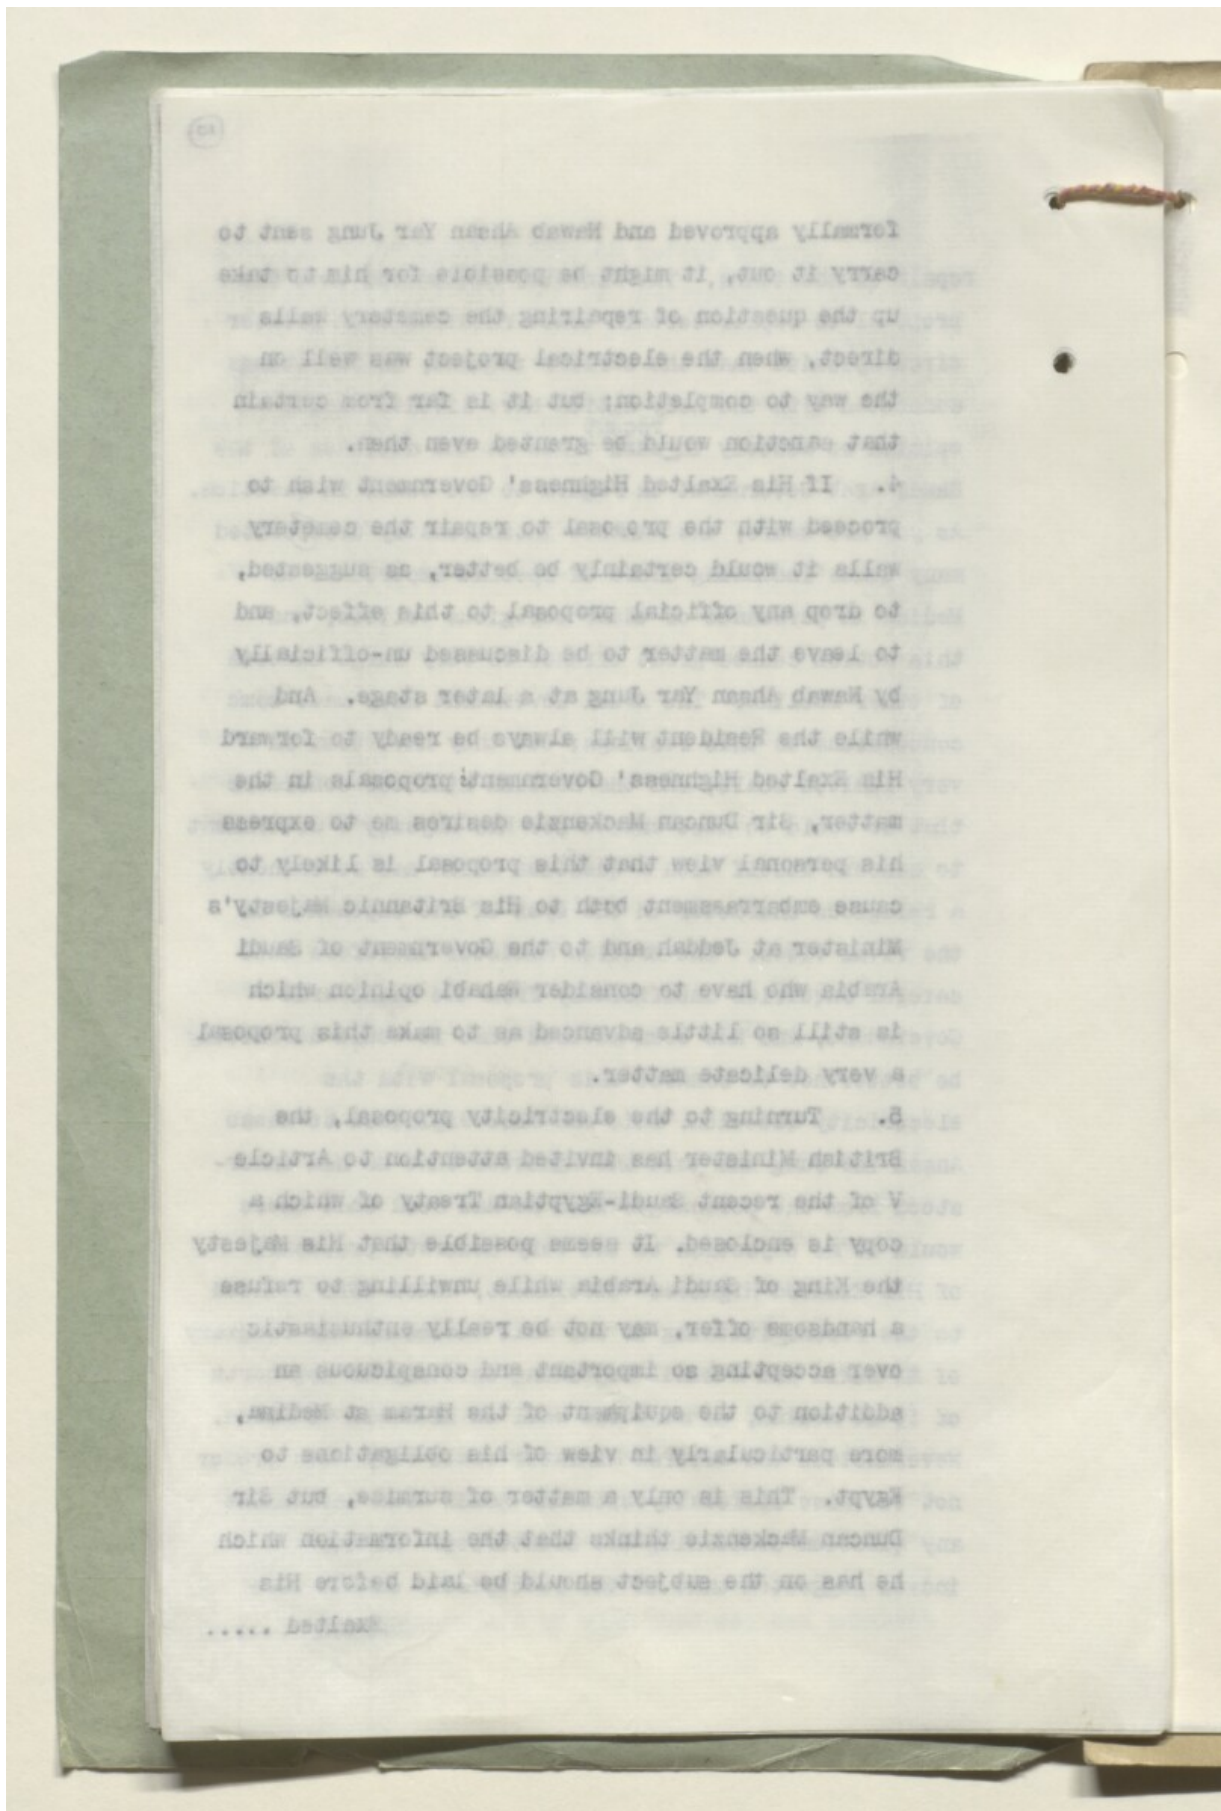 formally approved and Nawab Ahsan Yar Jung sent to
carry it out, it might be possible for him to take
up the question of repairing the cemetery walls
direct, when the electrical project was well on
the way to completion; but it is far from certain
that sanction would be granted even then.
4. If His Exalted Highness' Government wish to
proceed with the proposal to repair the cemetery
walls it would certainly be better, as suggested,
to drop any official proposal to this effect, and
to leave the matter to be discussed un-officially
by Nawab Ahsan Yar Jung at a later stage. And
while the Resident will always be ready to forward
His Exalted Highness' Government's proposals in the
matter, Sir Duncan Mackenzie desires me to express
his personal view that this proposal is likely to
cause embarrassment both to His Britannic Majesty's
Minister at Jeddah and to the Government of Saudi
Arabia who have to consider Wahabi opinion which
is still so little advanced as to make this proposal
a very delicate matter.
5. Turning to the electricity proposal, the
British Minister has invited attention to Article
V of the recent Saudi-Egyptian Treaty of which a
copy is enclosed. It seems possible that His Majesty
the King of Saudi Arabia while unwilling to refuse
a handsome offer, may not be really enthusiastic
over accepting so important and conspicuous an
addition to the equipment of the Haram at Medina,
more particularly in view of his obligations to
Egypt. This is only a matter of surmise, but Sir
Duncan Mackenzie thinks that the information which
he has on the subject should be laid before His
Exalted .....